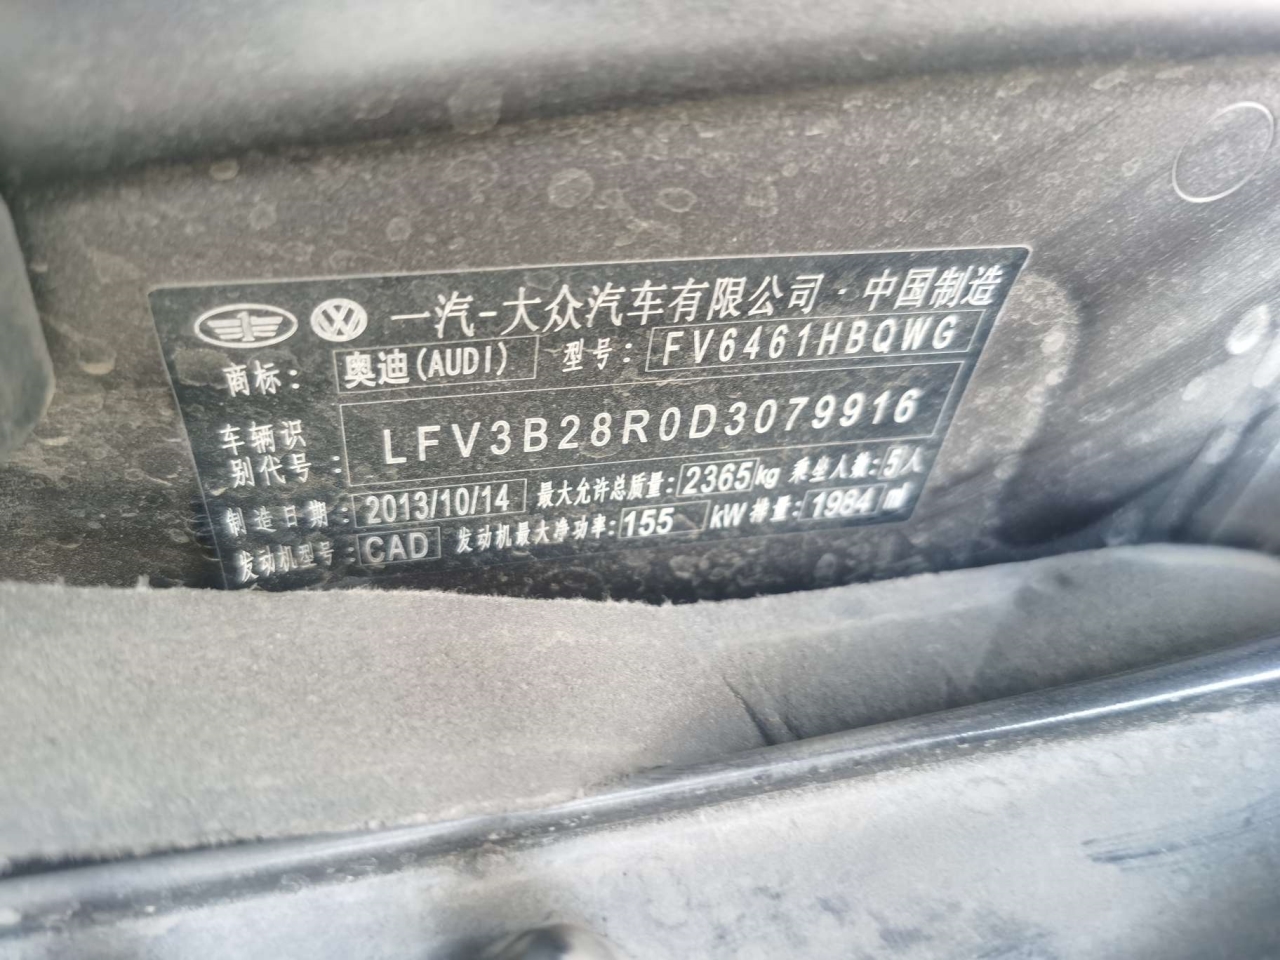 一汽-大众汽车有限公司·中国制造
商标: 奥迪(AUDI) 型号: FV6461HBQWG
车辆识
别代号: LFV3B28R0D3079916
制造日期: 2013/10/14 最大允许总质量: 2365kg 乘坐人数: 5人
发动机型号: CAD 发动机最大净功率: 155 kW 排量: 1984 ml